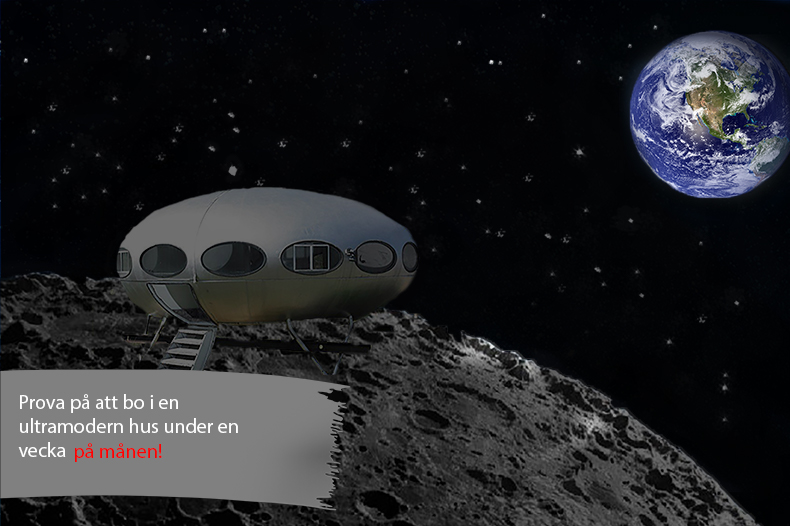 Prova på att bo i en
ultramodern hus under en
vecka på månen!